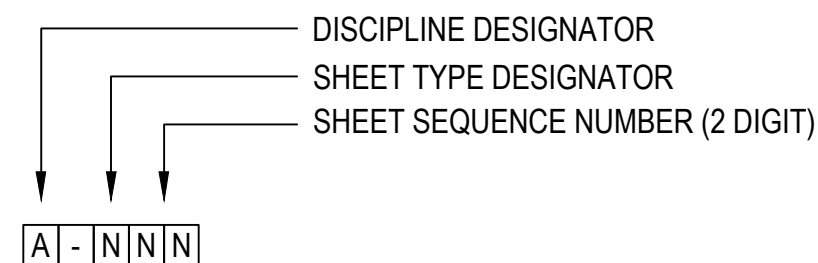 DISCIPLINE DESIGNATOR
SHEET TYPE DESIGNATOR
SHEET SEQUENCE NUMBER (2 DIGIT)
A - N N N